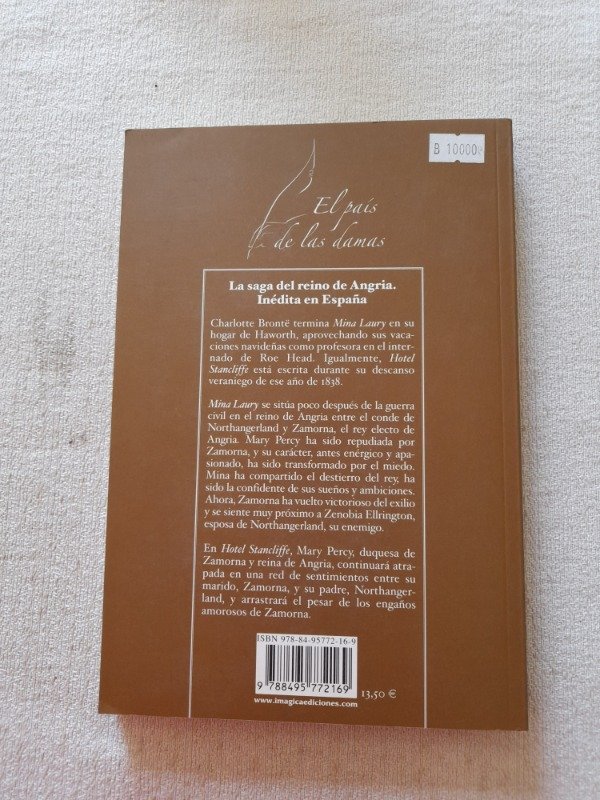 B 10000€
El país
de las damas
La saga del reino de Angria.
Inédita en España
Charlotte Brontë termina Mina Laury en su
hogar de Haworth, aprovechando sus vaca-
ciones navideñas como profesora en el inter-
nado de Roe Head. Igualmente, Hotel
Stancliffe está escrita durante su descanso
veraniego de ese año de 1838.
Mina Laury se sitúa poco después de la guerra
civil en el reino de Angria entre el conde de
Northangerland y Zamorna, el rey electo de
Angria. Mary Percy ha sido repudiada por
Zamorna, y su carácter, antes enérgico y apa-
sionado, ha sido transformado por el miedo.
Mina ha compartido el destierro del rey, ha
sido la confidente de sus sueños y ambiciones.
Ahora, Zamorna ha vuelto victorioso del exilio
y se siente muy próximo a Zenobia Ellrington,
esposa de Northangerland, su enemigo.
En Hotel Stancliffe, Mary Percy, duquesa de
Zamorna y reina de Angria, continuará atra-
pada en una red de sentimientos entre su
marido, Zamorna, y su padre, Northanger-
land, y arrastrará el pesar de los engaños
amorosos de Zamorna.
ISBN 978-84-95772-16-9
9 788495 772169
13,50 €
www.imagicaediciones.com